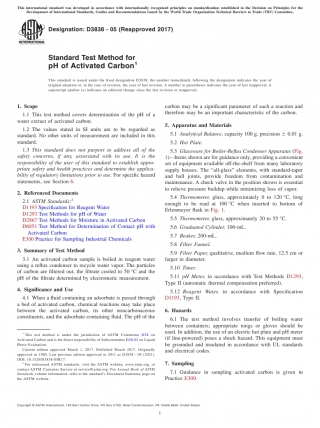 This international standard was developed in accordance with internationally recognized principles on standardization established in the Decision on Principles for the
Development of International Standards, Guides and Recommendations issued by the World Trade Organization Technical Barriers to Trade (TBT) Committee.
Designation: D3838 - 05 (Reapproved 2017)
Standard Test Method for
pH of Activated Carbon1
This standard is issued under the fixed designation D3838; the number immediately following the designation indicates the year of
original adoption or, in the case of revision, the year of last revision. A number in parentheses indicates the year of last reapproval. A
superscript epsilon (ε) indicates an editorial change since the last revision or reapproval.
1. Scope
1.1 This test method covers determination of the pH of a
water extract of activated carbon.
1.2 The values stated in SI units are to be regarded as
standard. No other units of measurement are included in this
standard.
1.3 This standard does not purport to address all of the
safety concerns, if any, associated with its use. It is the
responsibility of the user of this standard to establish appro-
priate safety and health practices and determine the applica-
bility of regulatory limitations prior to use. For specific hazard
statements, see Section 6.
2. Referenced Documents
2.1 ASTM Standards:2
D1193 Specification for Reagent Water
D1293 Test Methods for pH of Water
D2867 Test Methods for Moisture in Activated Carbon
D6851 Test Method for Determination of Contact pH with
Activated Carbon
E300 Practice for Sampling Industrial Chemicals
3. Summary of Test Method
3.1 An activated carbon sample is boiled in reagent water
using a reflux condenser to recycle water vapor. The particles
of carbon are filtered out, the filtrate cooled to 50 °C and the
pH of the filtrate determined by electrometric measurement.
4. Significance and Use
4.1 When a fluid containing an adsorbate is passed through
a bed of activated carbon, chemical reactions may take place
between the activated carbon, its other noncarbonaceous
constituents, and the adsorbate-containing fluid. The pH of the
1 This test method is under the jurisdiction of ASTM Committee D28 on
Activated Carbon and is the direct responsibility of Subcommittee D28.02 on Liquid
Phase Evaluation.
Current edition approved March 1, 2017. Published March 2017. Originally
approved in 1980. Last previous edition approved in 2011 as D3838 – 05 (2011).
DOI: 10.1520/D3838-05R17.
2 For referenced ASTM standards, visit the ASTM website, www.astm.org, or
contact ASTM Customer Service at service@astm.org. For Annual Book of ASTM
Standards volume information, refer to the standard's Document Summary page on
the ASTM website.
carbon may be a significant parameter of such a reaction and
therefore may be an important characteristic of the carbon.
5. Apparatus and Materials
5.1 Analytical Balance, capacity 100 g, precision ± 0.01 g.
5.2 Hot Plate.
5.3 Glassware for Boiler-Reflux Condenser Apparatus (Fig.
1)—Items shown are for guidance only, providing a convenient
set of equipment available off-the-shelf from many laboratory
supply houses. The "all-glass" elements, with standard-taper
and ball joints, provide freedom from contamination and
maintenance. A check valve in the position shown is essential
to relieve pressure buildup while minimizing loss of vapor.
5.4 Thermometer, glass, approximately 0 to 120 °C, long
enough to be read at 100 °C when inserted to bottom of
Erlenmeyer flask in Fig. 1.
5.5 Thermometer, glass, approximately 20 to 55 °C.
5.6 Graduated Cylinder, 100-mL.
5.7 Beaker, 200-mL.
5.8 Filter Funnel.
5.9 Filter Paper, qualitative, medium flow, 12.5 cm or
larger in diameter.
5.10 Timer.
5.11 pH Meter, in accordance with Test Methods D1293,
Type II (automatic thermal compensation preferred).
5.12 Reagent Water, in accordance with Specification
D1193, Type II.
6. Hazards
6.1 The test involves transfer of boiling water
between containers; appropriate tongs or gloves should be
used. In addition, the use of an electric hot plate and pH meter
(if line-powered) poses a shock hazard. This equipment must
be grounded and insulated in accordance with UL standards
and electrical codes.
7. Sampling
7.1 Guidance in sampling activated carbon is given in
Practice E300.
Copyright © ASTM International, 100 Barr Harbor Drive, PO Box C700, West Conshohocken, PA 19428-2959. United States
1